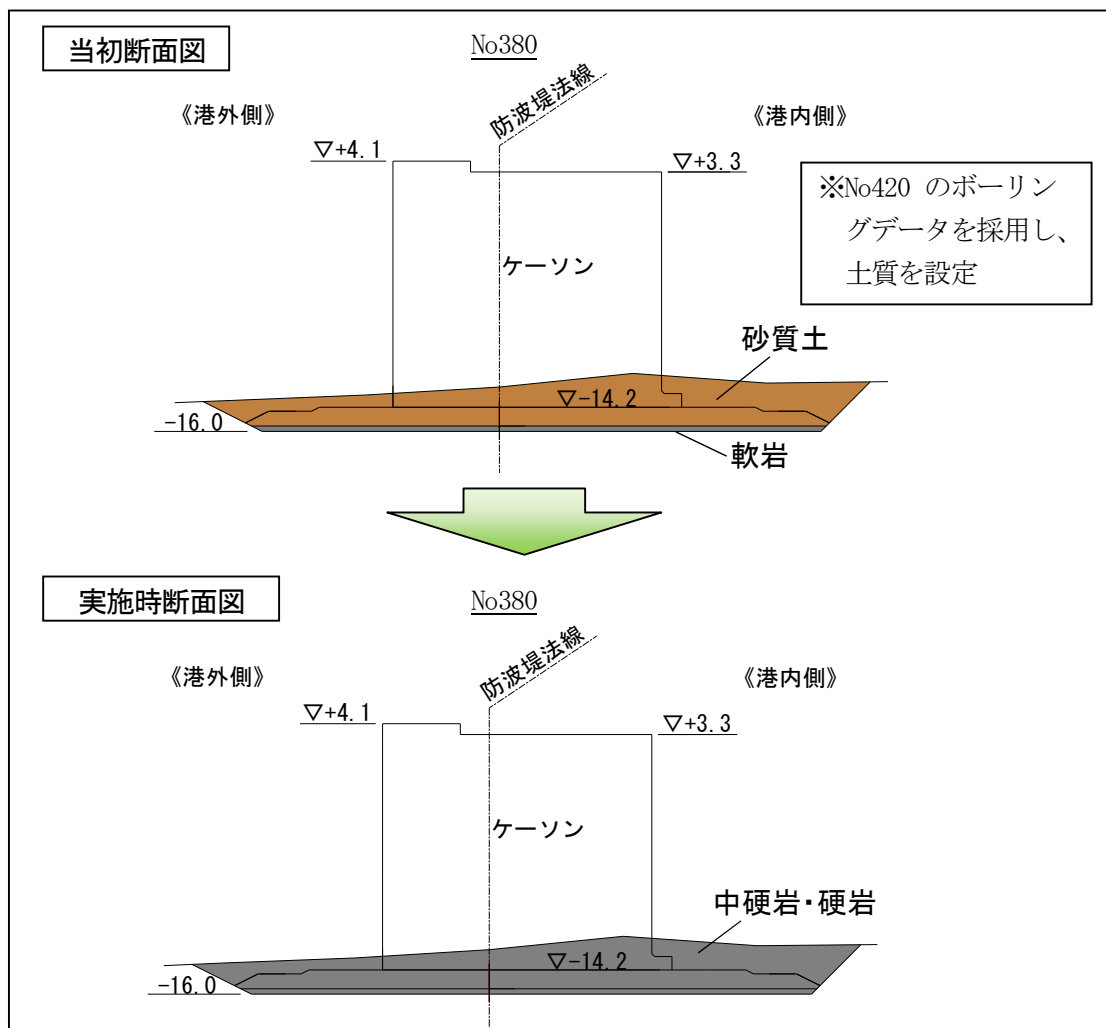 当初断面図
No380
《港外側》
防波堤法線
《港内側》
▽+4.1
▽+3.3
※No420 のボーリン
グデータを採用し、
土質を設定
ケーソン
砂質土
▽-14.2
-16.0
軟岩
実施時断面図
No380
《港外側》
防波堤法線
《港内側》
▽+4.1
▽+3.3
ケーソン
中硬岩・硬岩
▽-14.2
-16.0